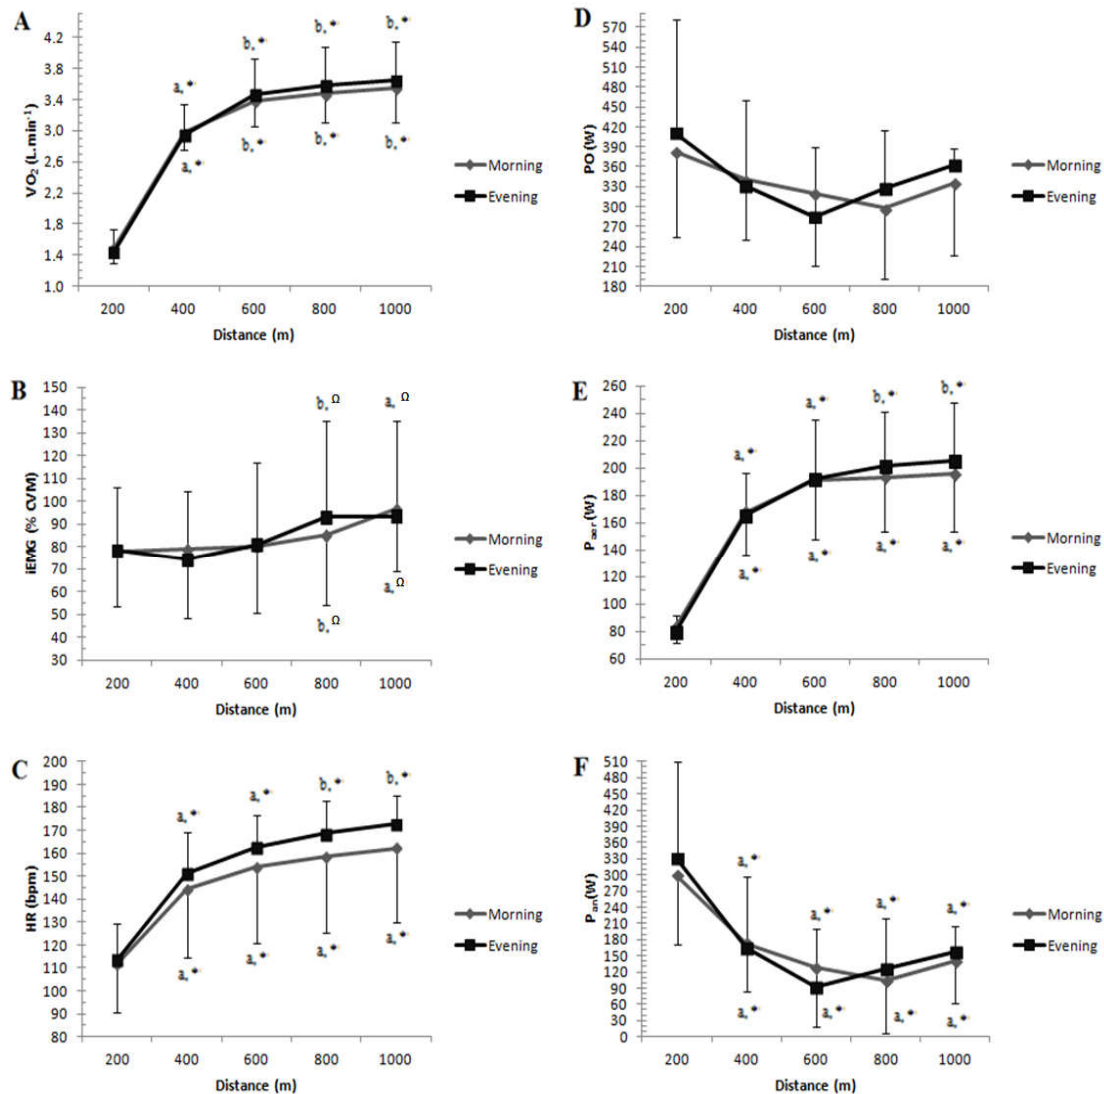 A
VO2 (L.min-1)
4.2
3.8
3.4
3.0
2.6
2.2
1.8
1.4
1.0
a, *
b, *
b, *
b, *
a, *
b, *
b, *
b, *
200 400 600 800 1000
Distance (m)
Morning
Evening
D
PO (W)
570
540
510
480
450
420
390
360
330
300
270
240
210
180
200 400 600 800 1000
Distance (m)
Morning
Evening
B
iEMG (% CVM)
150
140
130
120
110
100
90
80
70
60
50
40
30
b, Ω
a, Ω
a, Ω
b, Ω
200 400 600 800 1000
Distance (m)
Morning
Evening
E
Paer (W)
260
240
220
200
180
160
140
120
100
80
60
a, *
a, *
b, *
b, *
a, *
a, *
a, *
a, *
200 400 600 800 1000
Distance (m)
Morning
Evening
C
HR (bpm)
200
190
180
170
160
150
140
130
120
110
100
90
80
a, *
a, *
b, *
b, *
a, *
a, *
a, *
a, *
200 400 600 800 1000
Distance (m)
Morning
Evening
F
Pan(W)
510
480
450
420
390
360
330
300
270
240
210
180
150
120
90
60
30
0
a, *
a, *
a, *
a, *
a, *
a, *
a, *
a, *
200 400 600 800 1000
Distance (m)
Morning
Evening